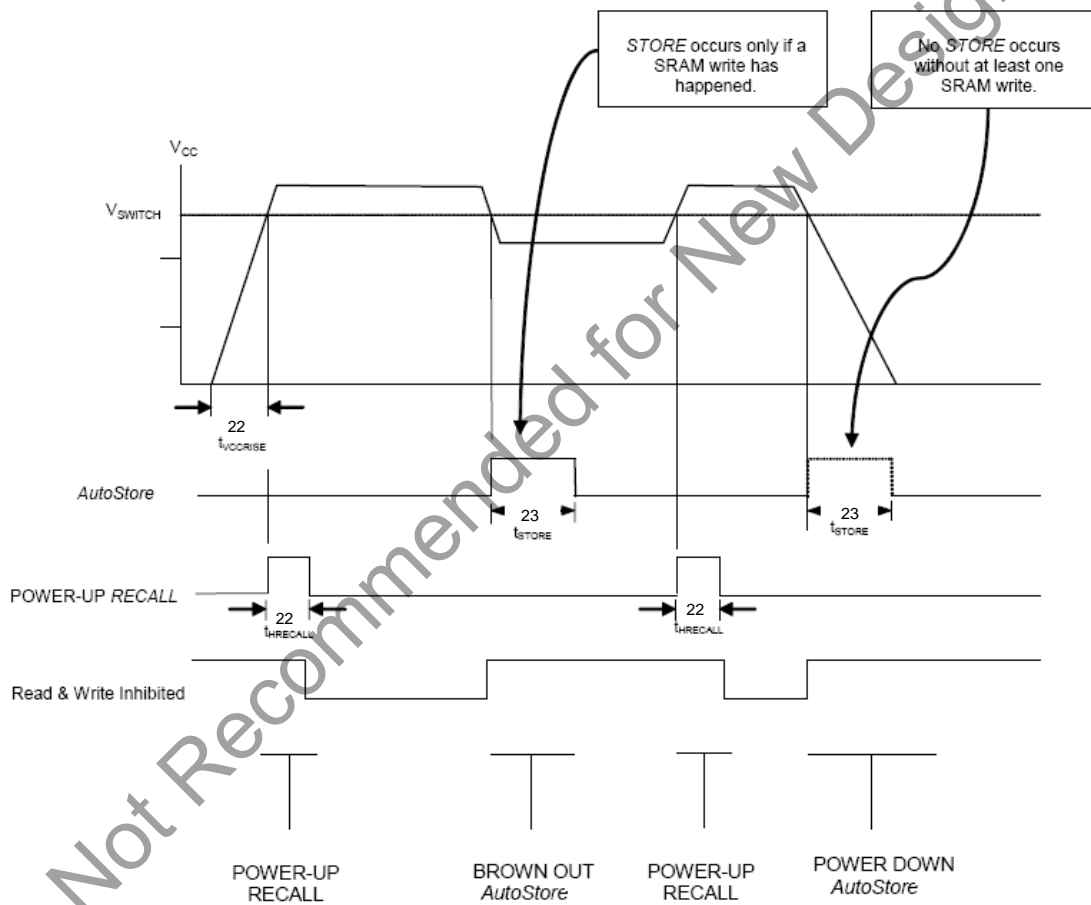 STORE occurs only if a
SRAM write has
happened.
No STORE occurs
without at least one
SRAM write.
VCC
VSWITCH
22
tVCCRISE
AutoStore
23
tSTORE
23
tSTORE
POWER-UP RECALL
22
tHRECALL
22
tHRECALL
Read & Write Inhibited
POWER-UP
RECALL
BROWN OUT
AutoStore
POWER-UP
RECALL
POWER DOWN
AutoStore
Not Recommended for New Design